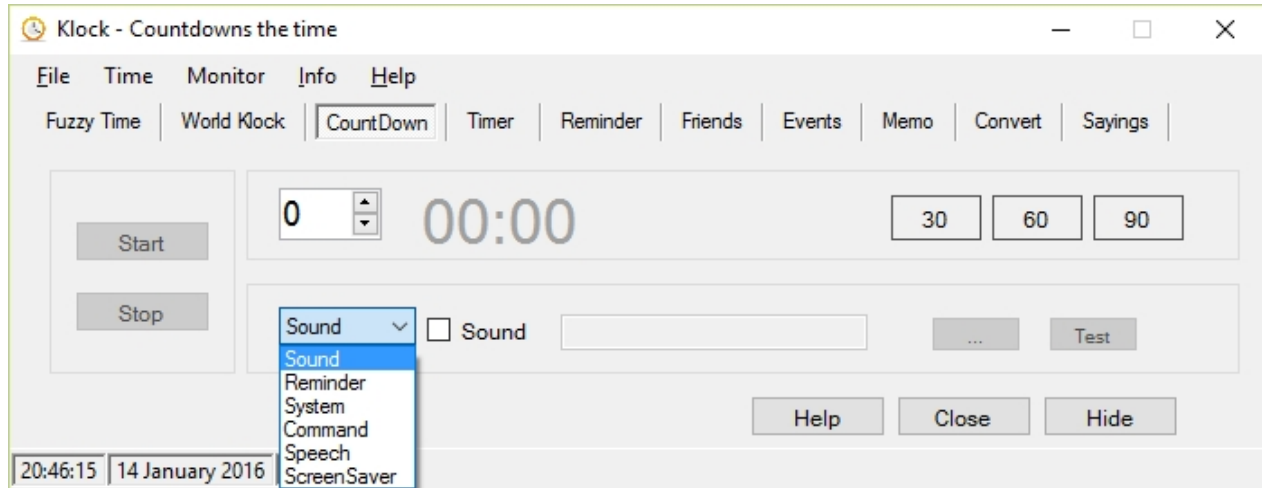 Klock - Countdowns the time
File Time Monitor Info Help
Fuzzy Time World Klock CountDown Timer Reminder Friends Events Memo Convert Sayings
0 00:00 30 60 90
Start
Stop
Sound Sound ... Test
Sound
Reminder
System
Command
Speech
ScreenSaver
Help Close Hide
20:46:15 14 January 2016